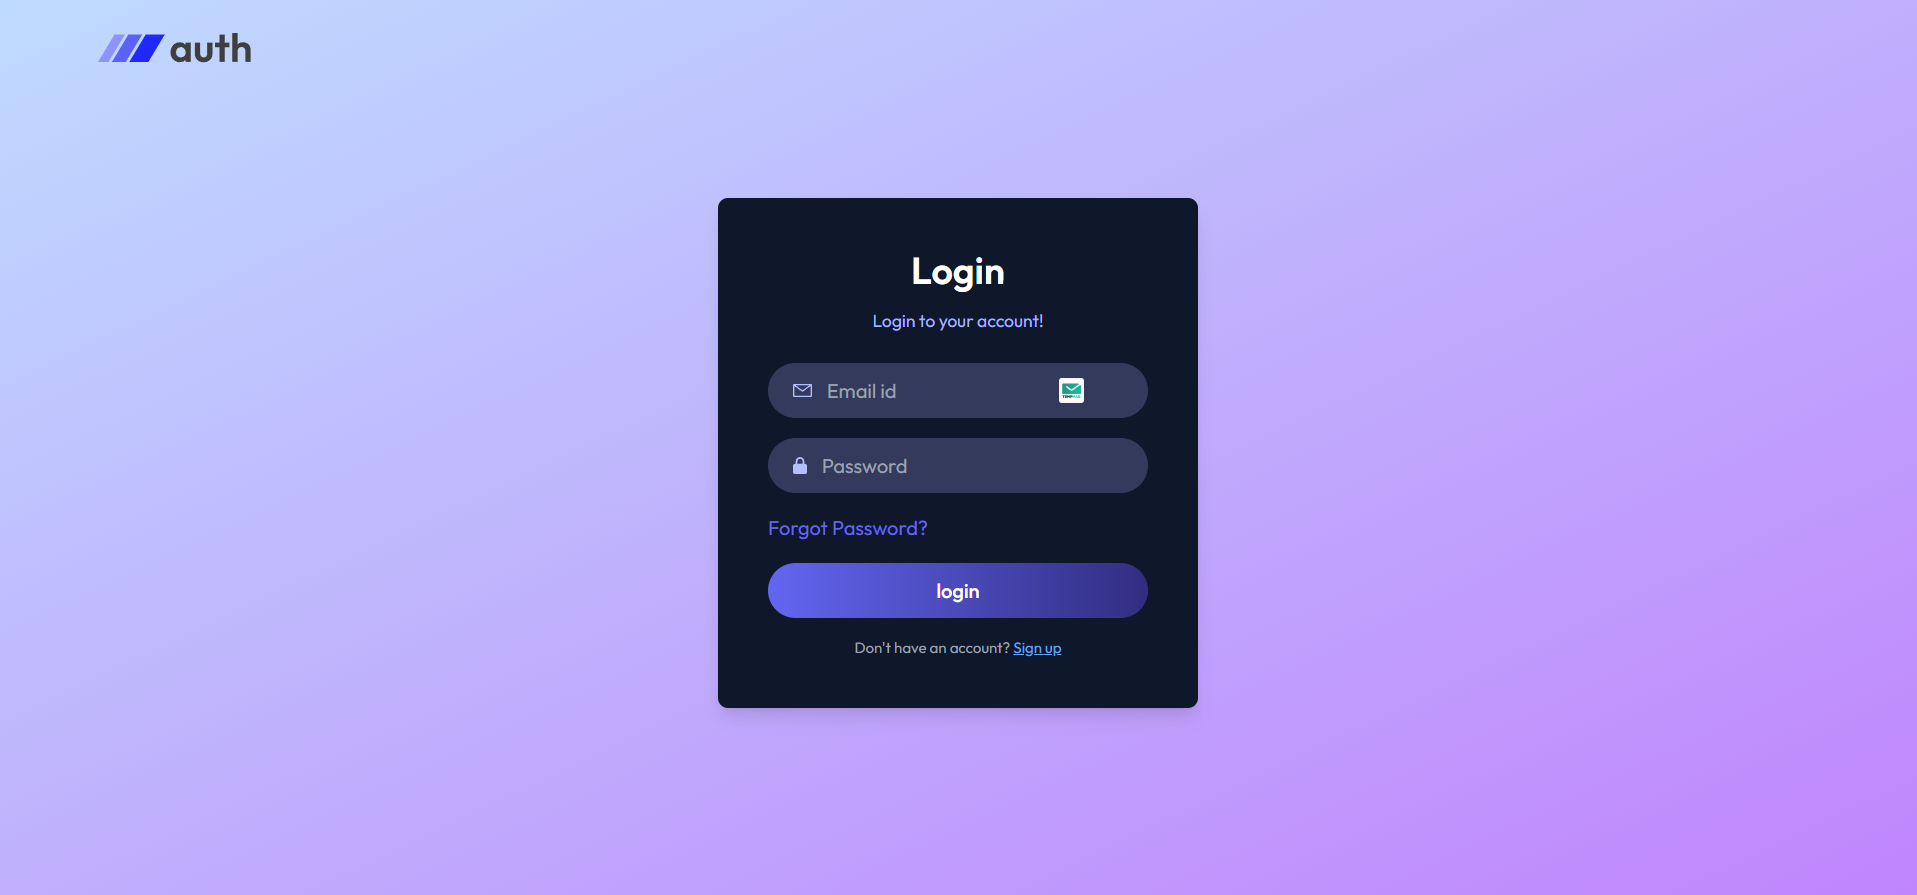 auth
Login
Login to your account!
Email id
Password
Forgot Password?
login
Don't have an account? Sign up